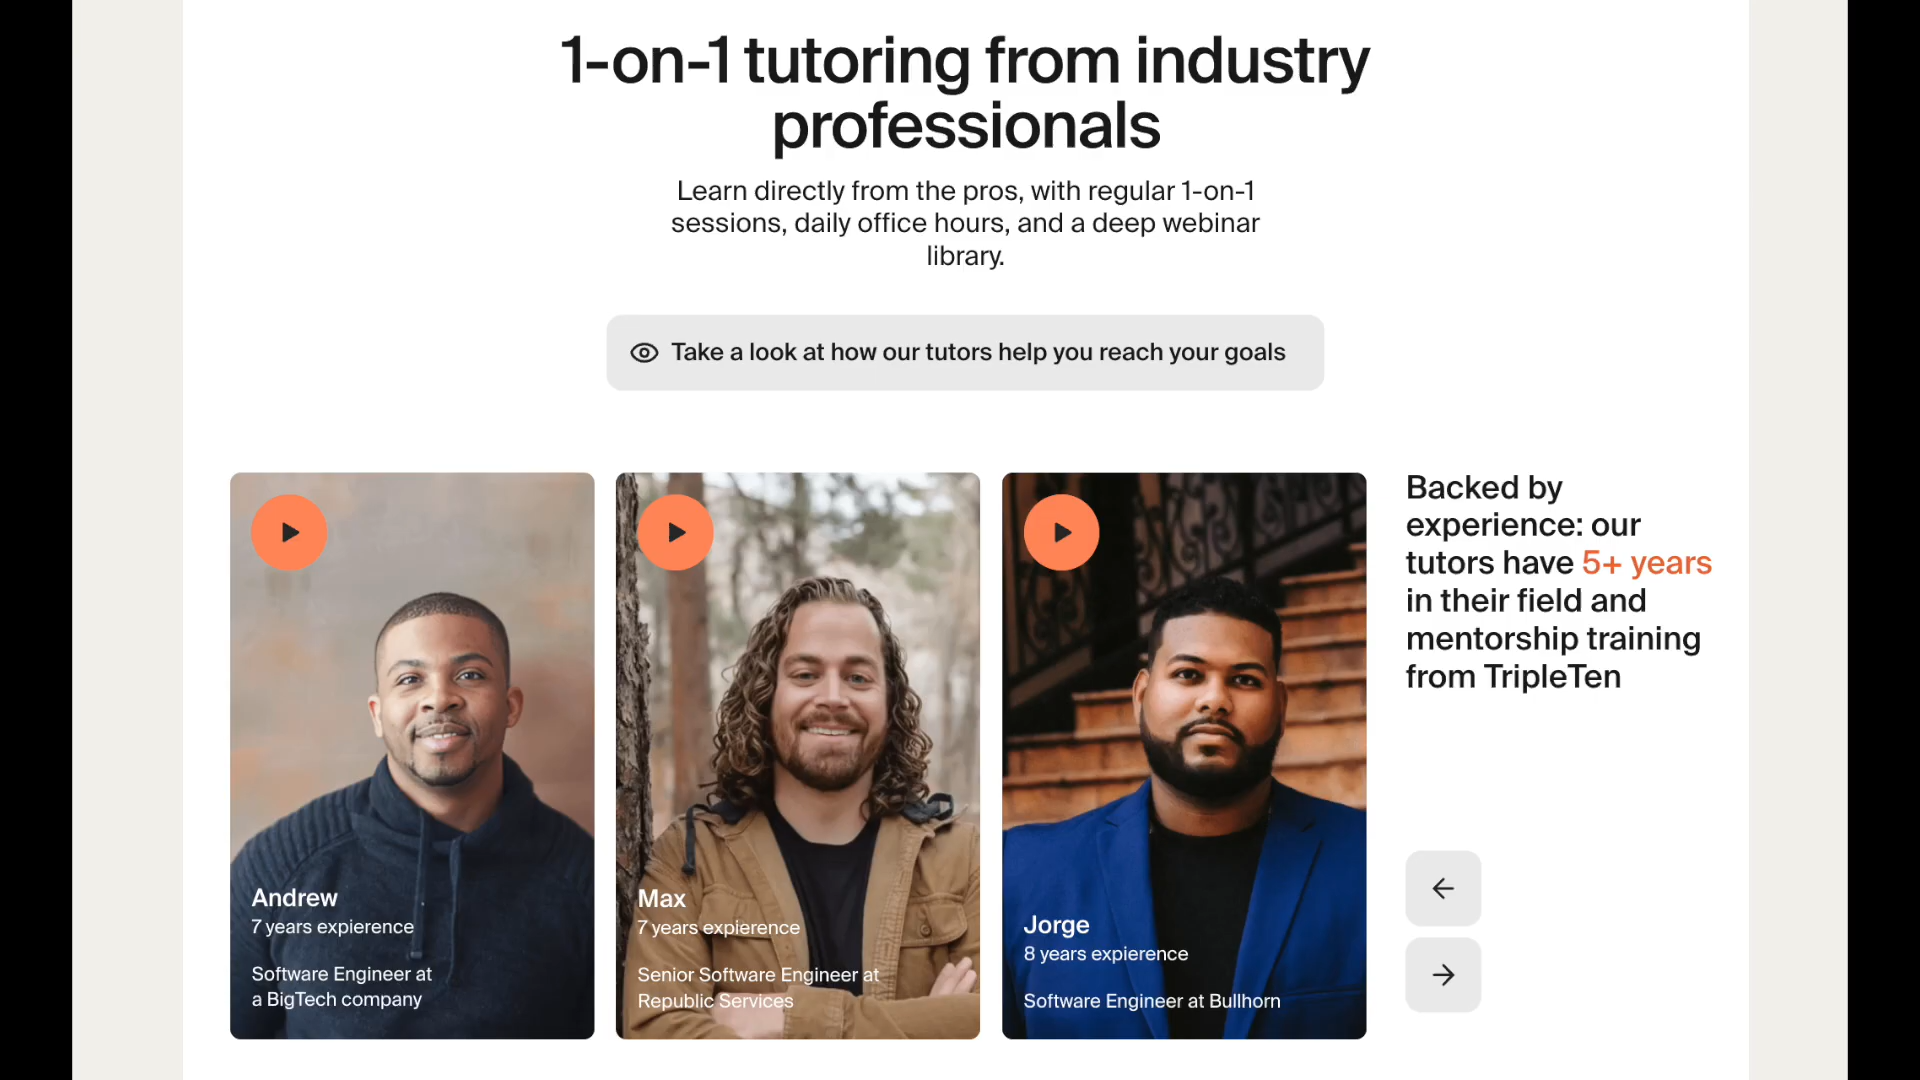 1-on-1 tutoring from industry
professionals
Learn directly from the pros, with regular 1-on-1
sessions, daily office hours, and a deep webinar
library.
Take a look at how our tutors help you reach your goals
Andrew
7 years expierence
Software Engineer at
a BigTech company
Max
7 years expierence
Senior Software Engineer at
Republic Services
Jorge
8 years expierence
Software Engineer at Bullhorn
Backed by
experience: our
tutors have 5+ years
in their field and
mentorship training
from TripleTen